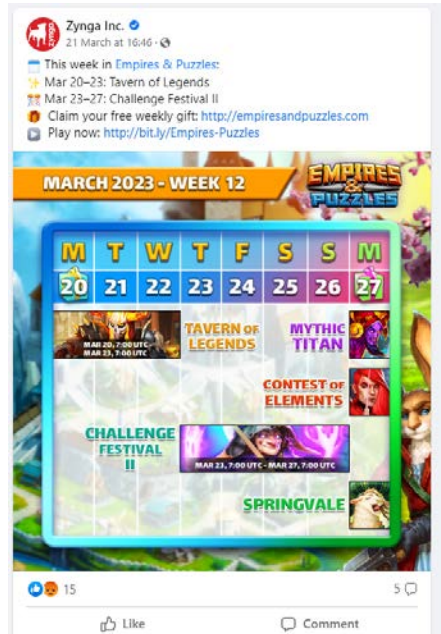 Zynga Inc.
21 March at 16:46 ·
This week in Empires & Puzzles:
Mar 20–23: Tavern of Legends
Mar 23–27: Challenge Festival II
Claim your free weekly gift: http://empiresandpuzzles.com
Play now: http://bit.ly/Empires-Puzzles
MARCH 2023 - WEEK 12
EMPIRES
&
PUZZLES
M T W T F S S M
20 21 22 23 24 25 26 27
MAR 20, 7:00 UTC -
MAR 23, 7:00 UTC
TAVERN OF
LEGENDS
MYTHIC
TITAN
CONTEST OF
ELEMENTS
CHALLENGE
FESTIVAL
II
MAR 23, 7:00 UTC - MAR 27, 7:00 UTC
SPRINGVALE
15
5
Like
Comment